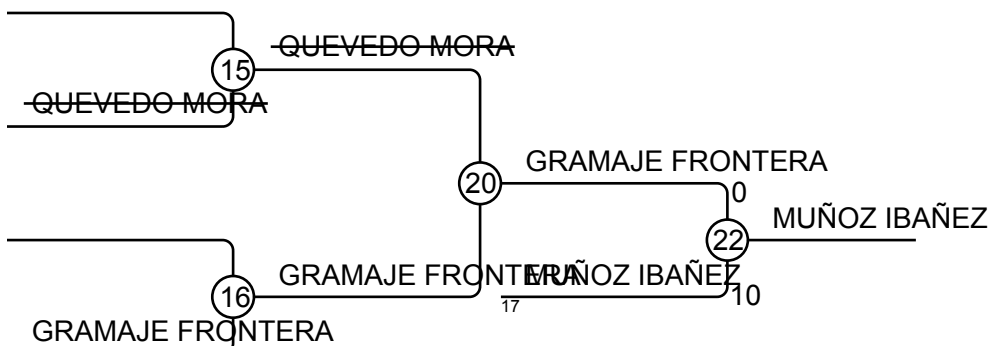 QUEVEDO MORA
15
QUEVEDO MORA
GRAMAJE FRONTERA
20
0
MUÑOZ IBAÑEZ
22
GRAMAJE FRONTERA
MUÑOZ IBAÑEZ
16
17
10
GRAMAJE FRONTERA